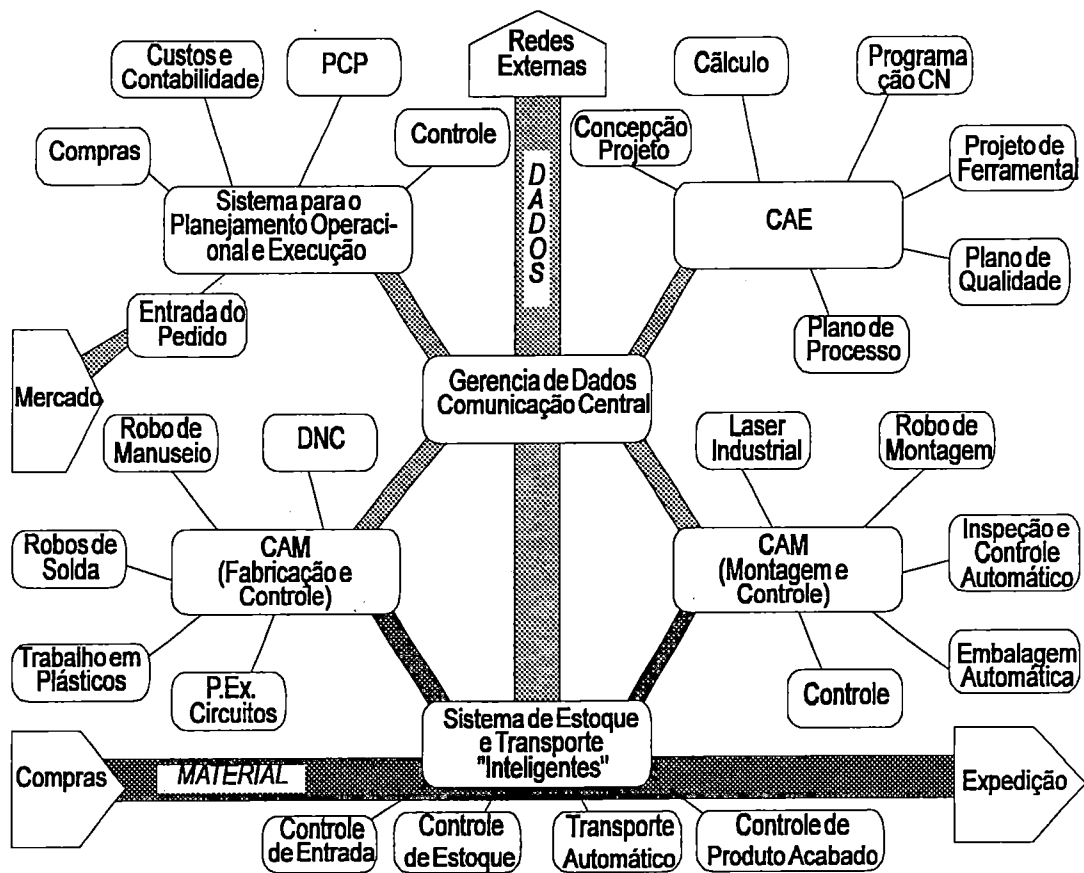 Custos e
Contabilidade
PCP
Redes
Externas
Cãlculo
Programa
ção CN
Compras
Controle
Concepção
Projeto
Projeto de
Ferramental
Sistema para o
Planejamento Operaci-
onal e Execução
DADOS
CAE
Plano de
Qualidade
Entrada do
Pedido
Plano de
Processo
Mercado
Gerencia de Dados
Comunicação Central
Robo de
Manuseio
DNC
Laser
Industrial
Robo de
Montagem
Robos de
Solda
CAM
(Fabricação e
Controle)
CAM
(Montagem e
Controle)
Inspeção e
Controle
Automático
Trabalho em
Plásticos
P.Ex.
Circuitos
Controle
Embalagem
Automática
Sistema de Estoque
e Transporte
"Inteligentes"
Compras
MATERIAL
Expedição
Controle
de Entrada
Controle
de Estoque
Transporte
Automático
Controle de
Produto Acabado